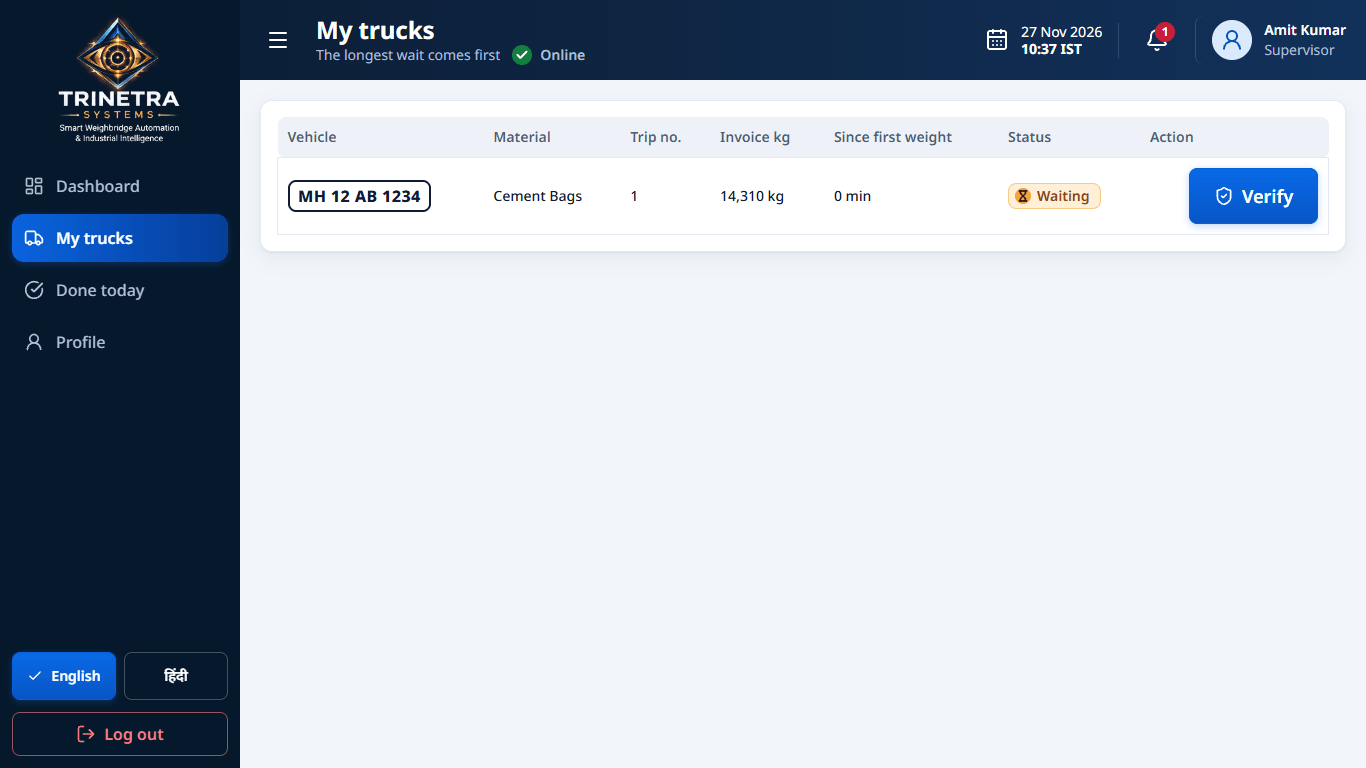 TRINETRA
SYSTEMS
Smart Weighbridge Automation
& Industrial Intelligence
Dashboard
My trucks
Done today
Profile
English
हिंदी
Log out
My trucks
The longest wait comes first
Online
27 Nov 2026
10:37 IST
1
Amit Kumar
Supervisor
Vehicle Material Trip no. Invoice kg Since first weight Status Action
MH 12 AB 1234 Cement Bags 1 14,310 kg 0 min Waiting Verify